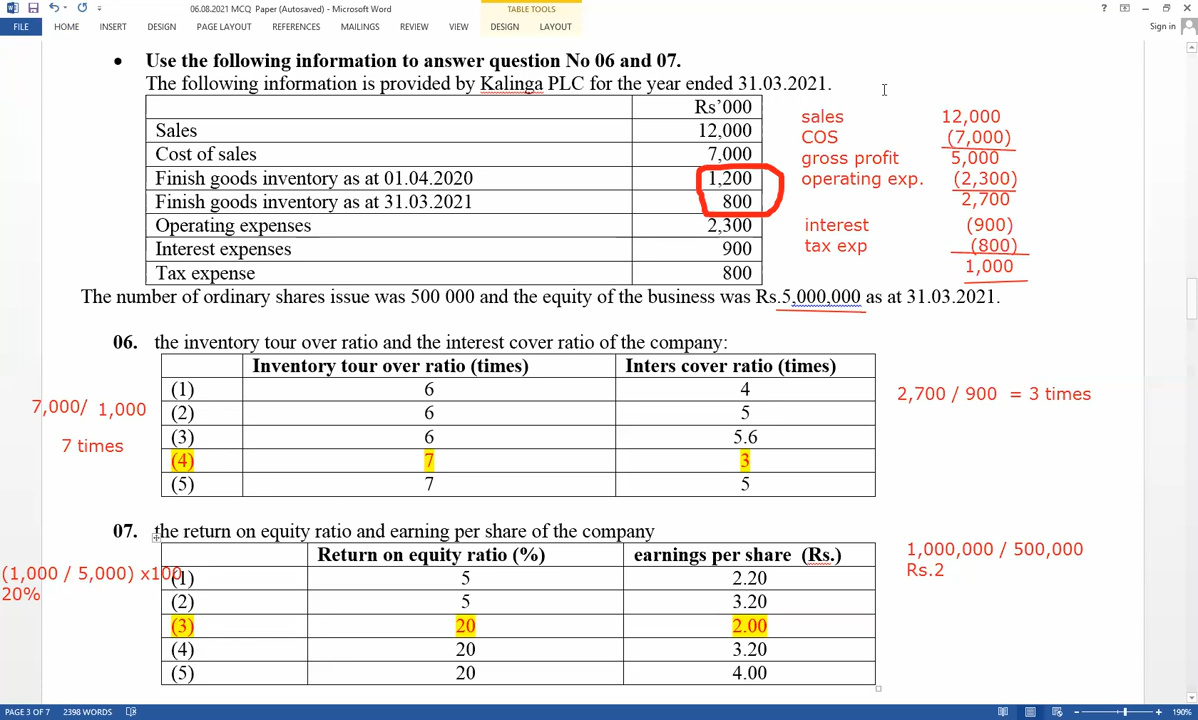 06.08.2021 MCQ Paper (Autosaved) - Microsoft Word
TABLE TOOLS
FILE HOME INSERT DESIGN PAGE LAYOUT REFERENCES MAILINGS REVIEW VIEW DESIGN LAYOUT
Sign in
• Use the following information to answer question No 06 and 07.
The following information is provided by Kalinga PLC for the year ended 31.03.2021.
Rs'000
Sales 12,000
Cost of sales 7,000
Finish goods inventory as at 01.04.2020 1,200
Finish goods inventory as at 31.03.2021 800
Operating expenses 2,300
Interest expenses 900
Tax expense 800
sales 12,000
COS (7,000)
gross profit 5,000
operating exp. (2,300)
2,700
interest (900)
tax exp (800)
1,000
The number of ordinary shares issue was 500 000 and the equity of the business was Rs.5,000,000 as at 31.03.2021.
06. the inventory tour over ratio and the interest cover ratio of the company:
Inventory tour over ratio (times) Inters cover ratio (times)
(1) 6 4
(2) 6 5
(3) 6 5.6
(4) 7 3
(5) 7 5
7,000/ 1,000
7 times
2,700 / 900 = 3 times
07. the return on equity ratio and earning per share of the company
Return on equity ratio (%) earnings per share (Rs.)
(1) 5 2.20
(2) 5 3.20
(3) 20 2.00
(4) 20 3.20
(5) 20 4.00
(1,000 / 5,000) x100
20%
1,000,000 / 500,000
Rs.2
PAGE 3 OF 7 2398 WORDS 190%